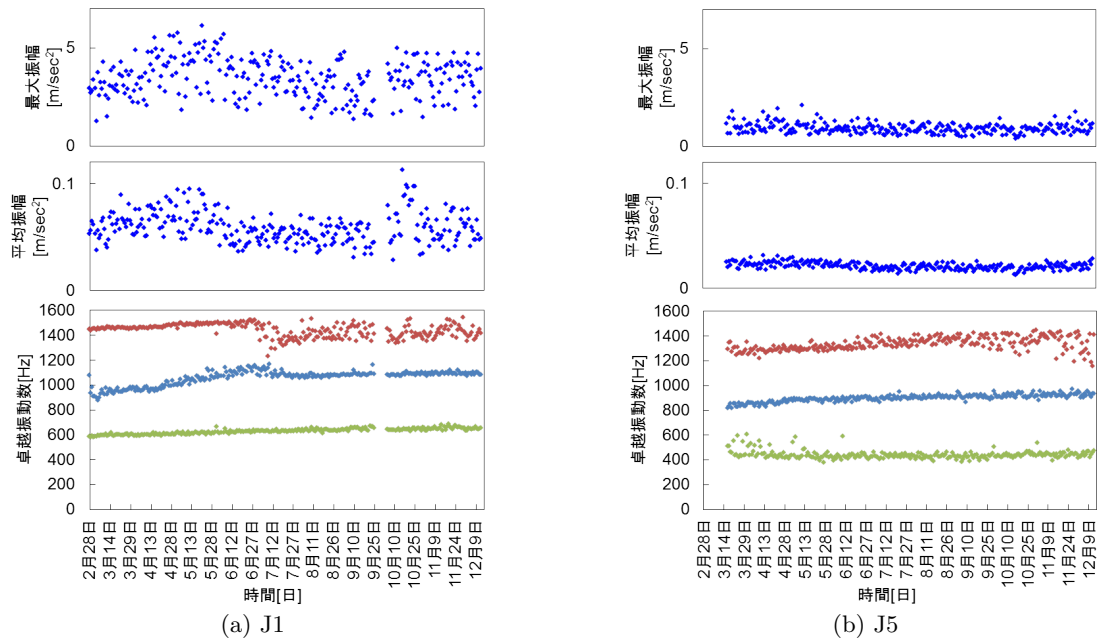 最大振幅
[m/sec²]
5
0
平均振幅
[m/sec²]
0.1
0
卓越振動数[Hz]
1600
1400
1200
1000
800
600
400
200
0
2月28日
3月14日
3月29日
4月13日
4月28日
5月13日
5月28日
6月12日
6月27日
7月12日
7月27日
8月11日
8月26日
9月10日
9月25日
10月10日
10月25日
11月9日
11月24日
12月9日
時間[日]
(a) J1
最大振幅
[m/sec²]
5
0
平均振幅
[m/sec²]
0.1
0
卓越振動数[Hz]
1600
1400
1200
1000
800
600
400
200
0
2月28日
3月14日
3月29日
4月13日
4月28日
5月13日
5月28日
6月12日
6月27日
7月12日
7月27日
8月11日
8月26日
9月10日
9月25日
10月10日
10月25日
11月9日
11月24日
12月9日
時間[日]
(b) J5